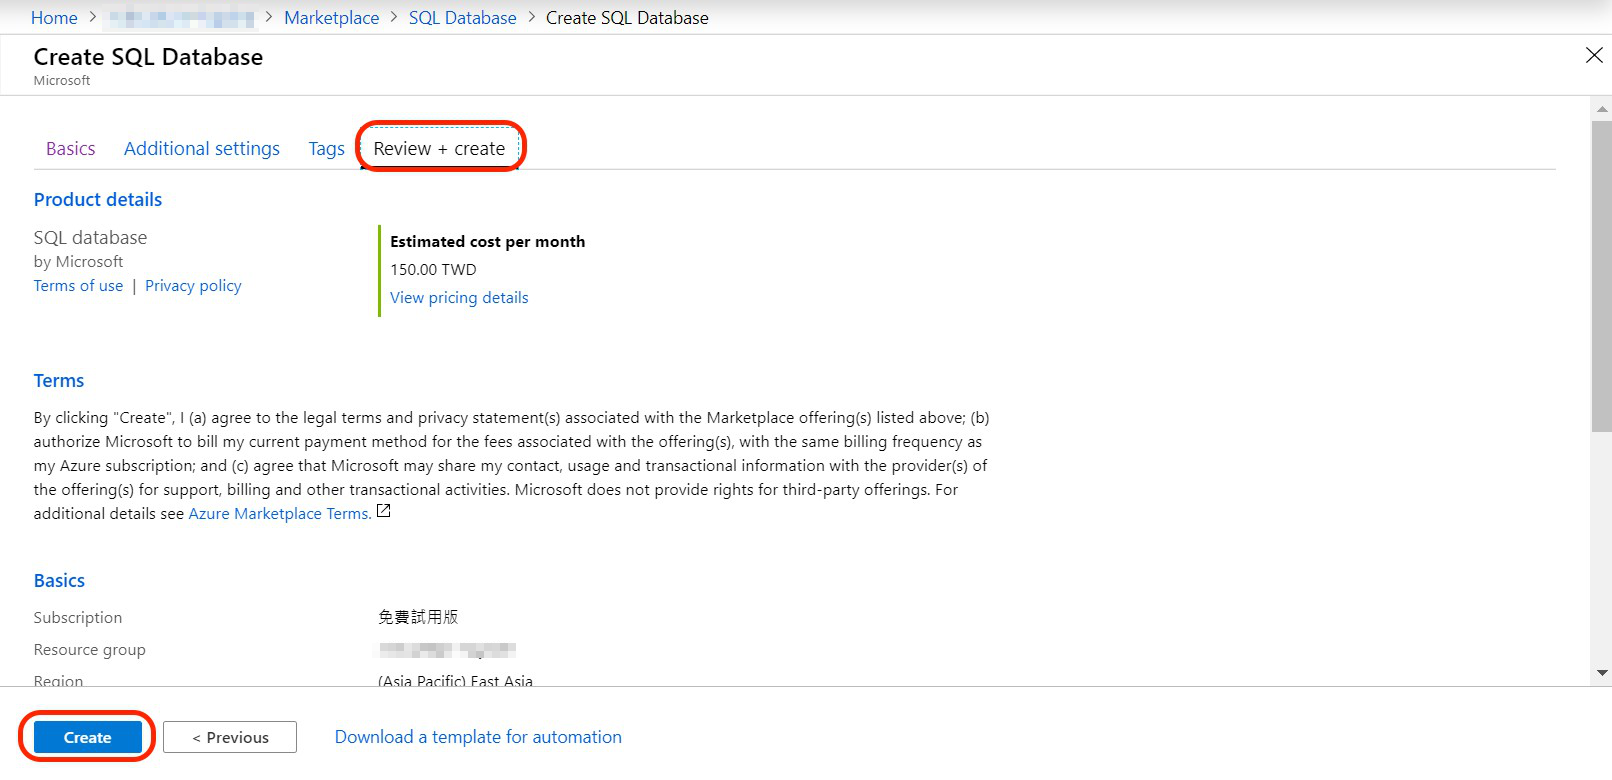 Home > > Marketplace > SQL Database > Create SQL Database
Create SQL Database
Microsoft
Basics Additional settings Tags Review + create
Product details
SQL database
by Microsoft
Terms of use | Privacy policy
Estimated cost per month
150.00 TWD
View pricing details
Terms
By clicking "Create", I (a) agree to the legal terms and privacy statement(s) associated with the Marketplace offering(s) listed above; (b)
authorize Microsoft to bill my current payment method for the fees associated with the offering(s), with the same billing frequency as
my Azure subscription; and (c) agree that Microsoft may share my contact, usage and transactional information with the provider(s) of
the offering(s) for support, billing and other transactional activities. Microsoft does not provide rights for third-party offerings. For
additional details see Azure Marketplace Terms.
Basics
Subscription 免費試用版
Resource group
Region (Asia Pacific) East Asia
Create < Previous Download a template for automation